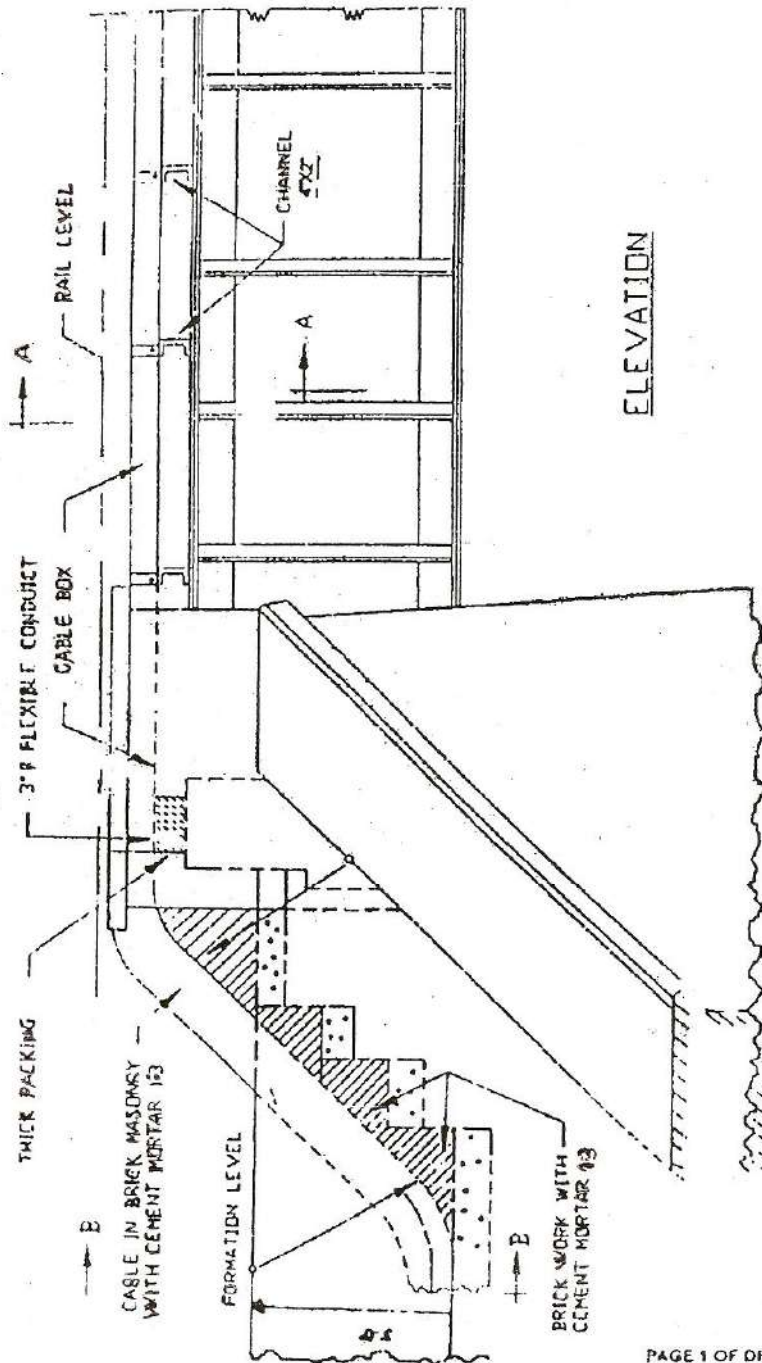 A
RAIL LEVEL
3"F FLEXIBLE CONDUIET
CABLE BOX
THICK PACKING
B
CABLE IN BRICK MASONRY
WITH CEMENT MORTAR 1:3
CHANNEL
A
FORMATION LEVEL
BRICK WORK WITH
CEMENT MORTAR 1:3
B
ELEVATION
PAGE 1 OF